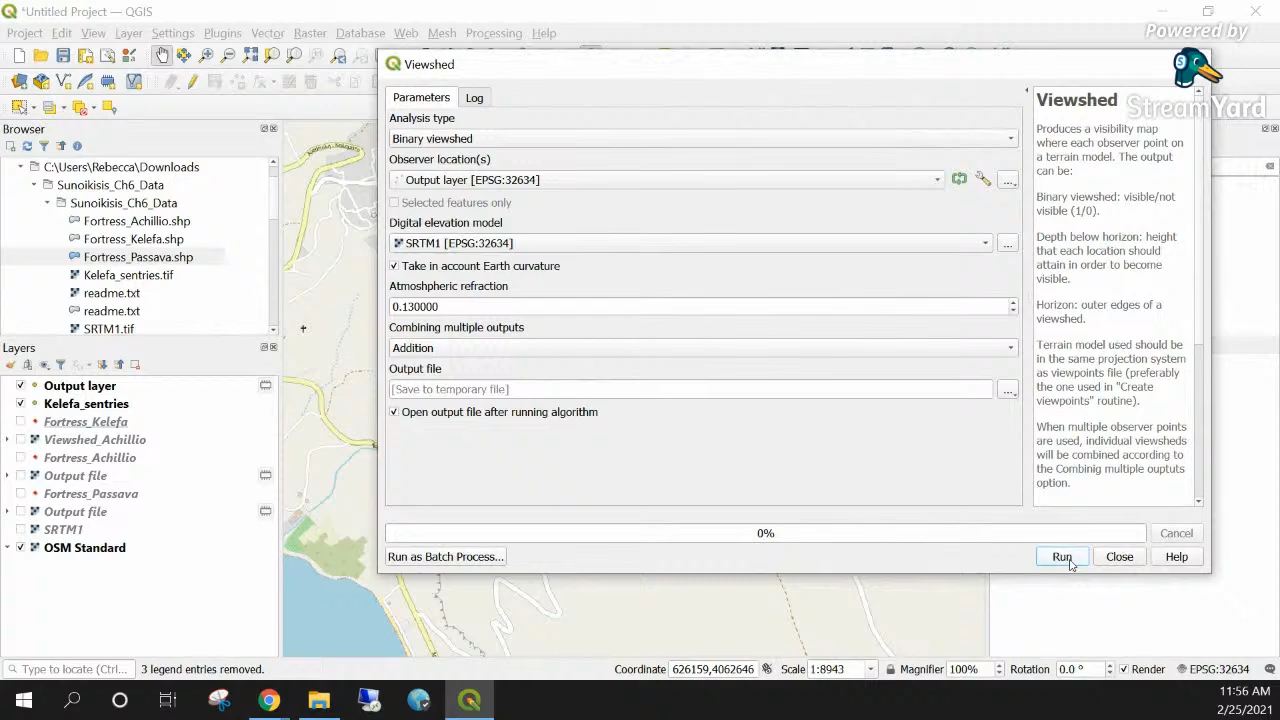 *Untitled Project — QGIS
Project Edit View Layer Settings Plugins Vector Raster Database Web Mesh Processing Help
Powered by
StreamYard
Browser
C:\Users\Rebecca\Downloads
Sunoikisis_Ch6_Data
Sunoikisis_Ch6_Data
Fortress_Achillio.shp
Fortress_Kelefa.shp
Fortress_Passava.shp
Kelefa_sentries.tif
readme.txt
readme.txt
SRTM1.tif
Layers
Output layer
Kelefa_sentries
Fortress_Kelefa
Viewshed_Achillio
Fortress_Achillio
Output file
Fortress_Passava
Output file
SRTM1
OSM Standard
Viewshed
Parameters Log
Analysis type
Binary viewshed
Observer location(s)
Output layer [EPSG:32634]
...
Selected features only
Digital elevation model
SRTM1 [EPSG:32634]
...
Take in account Earth curvature
Atmoshpheric refraction
0.130000
Combining multiple outputs
Addition
Output file
[Save to temporary file]
...
Open output file after running algorithm
0%
Cancel
Run as Batch Process...
Run Close Help
Viewshed
Produces a visibility map
where each observer point on
a terrain model. The output
can be:
Binary viewshed: visible/not
visible (1/0).
Depth below horizon: height
that each location should
attain in order to become
visible.
Horizon: outer edges of a
viewshed.
Terrain model used should be
in the same projection system
as viewpoints file (preferably
the one used in "Create
viewpoints" routine).
When multiple observer points
are used, individual viewsheds
will be combined according to
the Combinig multiple ouptuts
option.
Type to locate (Ctrl...
3 legend entries removed.
Coordinate 626159,4062646 Scale 1:8943 Magnifier 100% Rotation 0.0 ° Render EPSG:32634
11:56 AM
2/25/2021